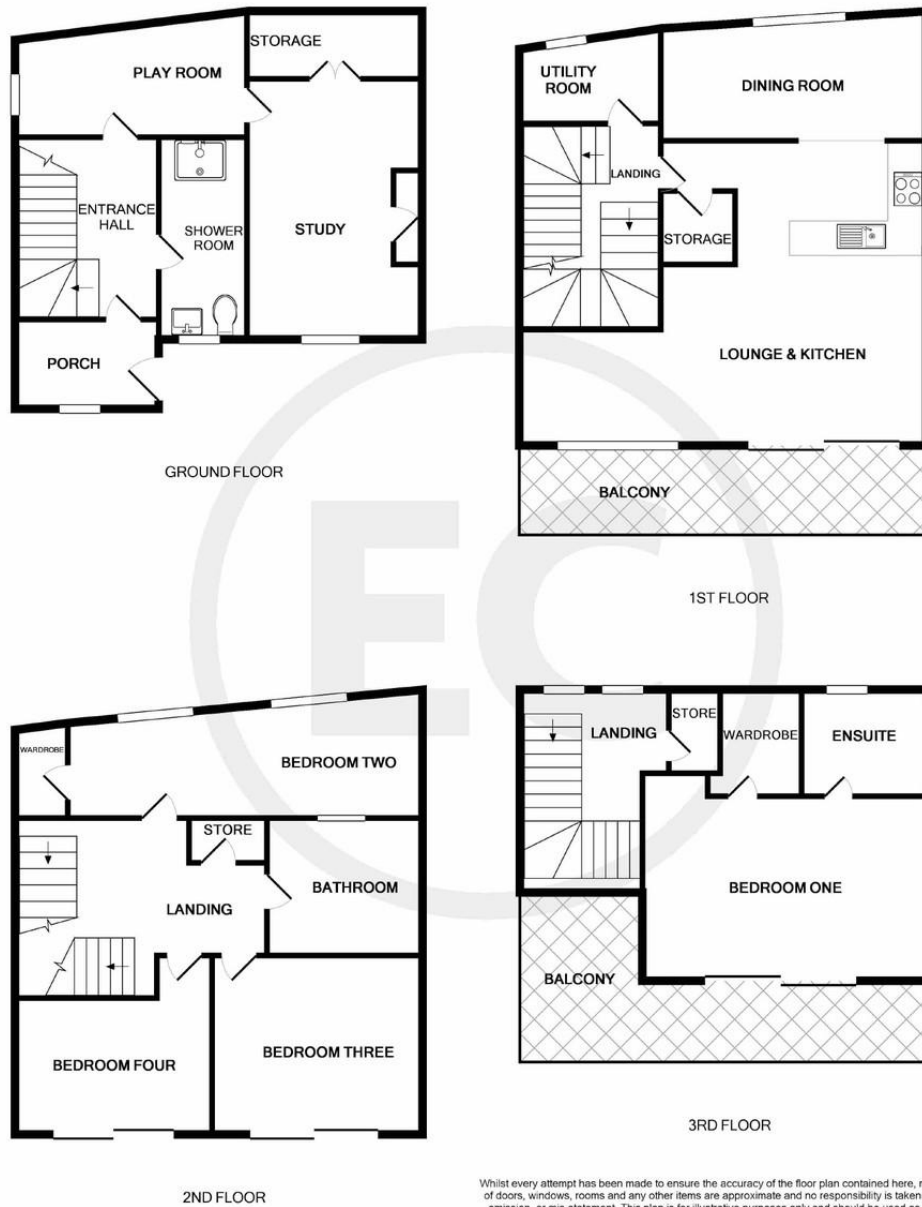 STORAGE
PLAY ROOM
ENTRANCE
HALL
SHOWER
ROOM
STUDY
PORCH
GROUND FLOOR
UTILITY
ROOM
DINING ROOM
LANDING
STORAGE
LOUNGE & KITCHEN
BALCONY
1ST FLOOR
EC
WARDROBE
BEDROOM TWO
STORE
BATHROOM
LANDING
BEDROOM FOUR
BEDROOM THREE
2ND FLOOR
LANDING
STORE
WARDROBE
ENSUITE
BEDROOM ONE
BALCONY
3RD FLOOR
Whilst every attempt has been made to ensure the accuracy of the floor plan contained here,
of doors, windows, rooms and any other items are approximate and no responsibility is taken